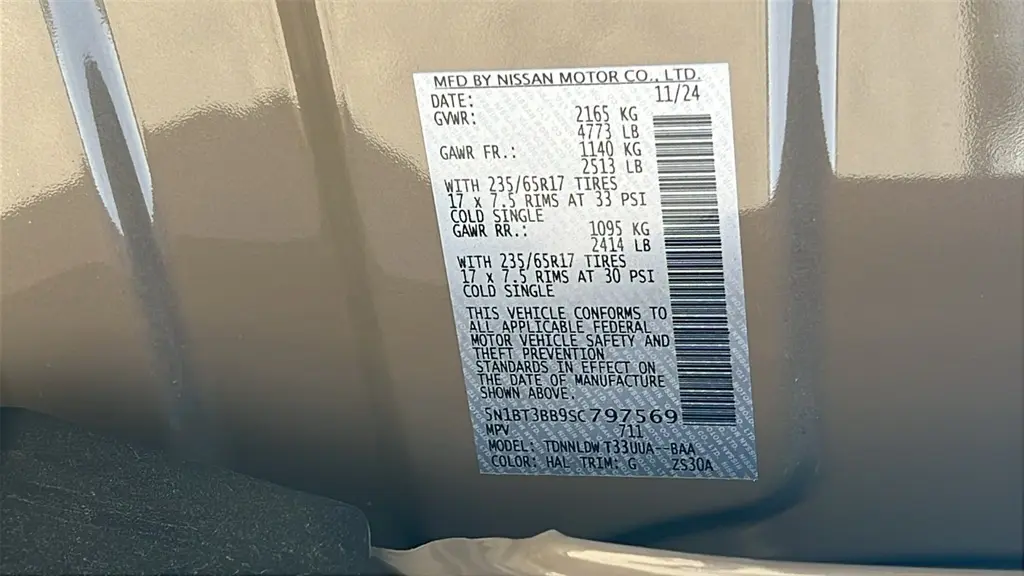 MFD BY NISSAN MOTOR CO., LTD.
DATE: 11/24
GVWR: 2165 KG
4773 LB
GAWR FR.: 1140 KG
2513 LB
WITH 235/65R17 TIRES
17 x 7.5 RIMS AT 33 PSI
COLD SINGLE
GAWR RR.: 1095 KG
2414 LB
WITH 235/65R17 TIRES
17 x 7.5 RIMS AT 30 PSI
COLD SINGLE
THIS VEHICLE CONFORMS TO
ALL APPLICABLE FEDERAL
MOTOR VEHICLE SAFETY AND
THEFT PREVENTION
STANDARDS IN EFFECT ON
THE DATE OF MANUFACTURE
SHOWN ABOVE.
5N1BT3BB9SC797569
MPV 711
MODEL: TDNNLDW T33UUA--BAA
COLOR: HAL TRIM: G ZS30A